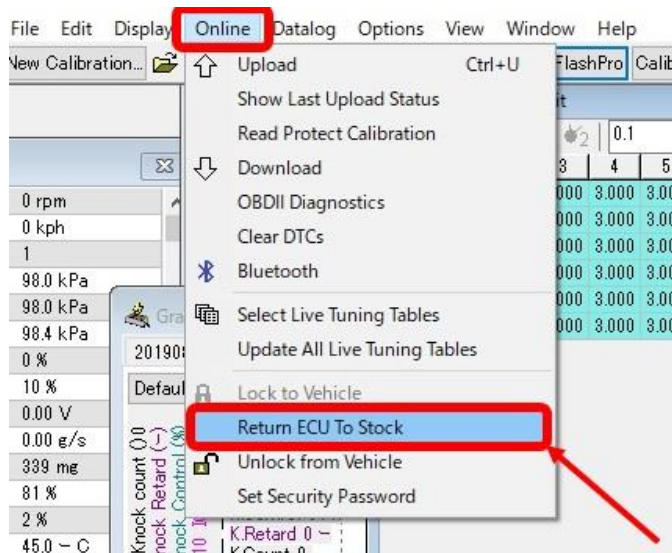 File Edit Display Online Datalog Options View Window Help
New Calibration...
FlashPro
Upload Ctrl+U
Show Last Upload Status
Read Protect Calibration
Download
OBDII Diagnostics
Clear DTCs
Bluetooth
Select Live Tuning Tables
Update All Live Tuning Tables
Lock to Vehicle
Return ECU To Stock
Unlock from Vehicle
Set Security Password
0.1
3 4 5
000 3.000 3.00
000 3.000 3.00
000 3.000 3.00
000 3.000 3.00
000 3.000 3.00
000 3.000 3.00
0 rpm
0 kph
1
98.0 kPa
98.0 kPa
98.4 kPa
0 %
10 %
0.00 V
0.00 g/s
339 mg
81 %
2 %
45.0 ~ C
Gra
20190
Defaul
Knock count ()0
Knock Retard (~)
Knock Control (%)
K.Retard 0 ~
K.Count 0